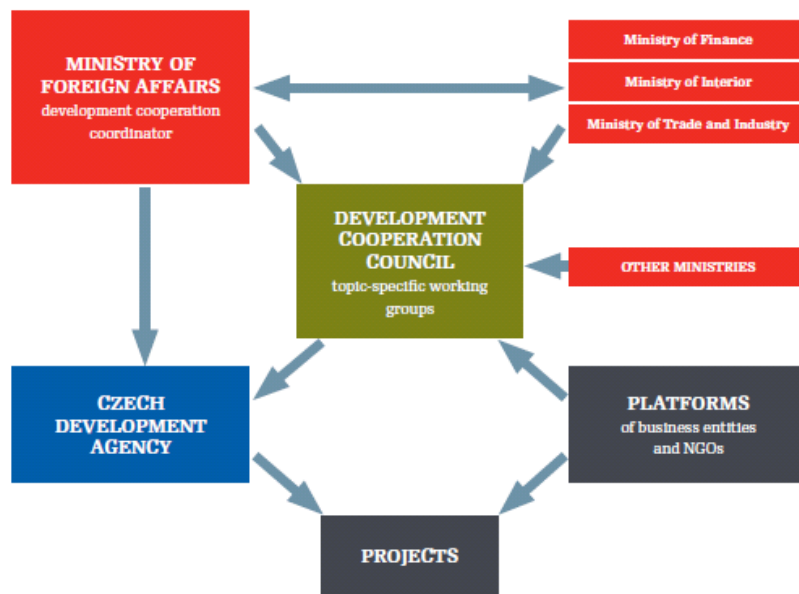 MINISTRY OF
FOREIGN AFFAIRS
development cooperation
coordinator
Ministry of Finance
Ministry of Interior
Ministry of Trade and Industry
DEVELOPMENT
COOPERATION
COUNCIL
topic-specific working
groups
OTHER MINISTRIES
CZECH
DEVELOPMENT
AGENCY
PLATFORMS
of business entities
and NGOs
PROJECTS